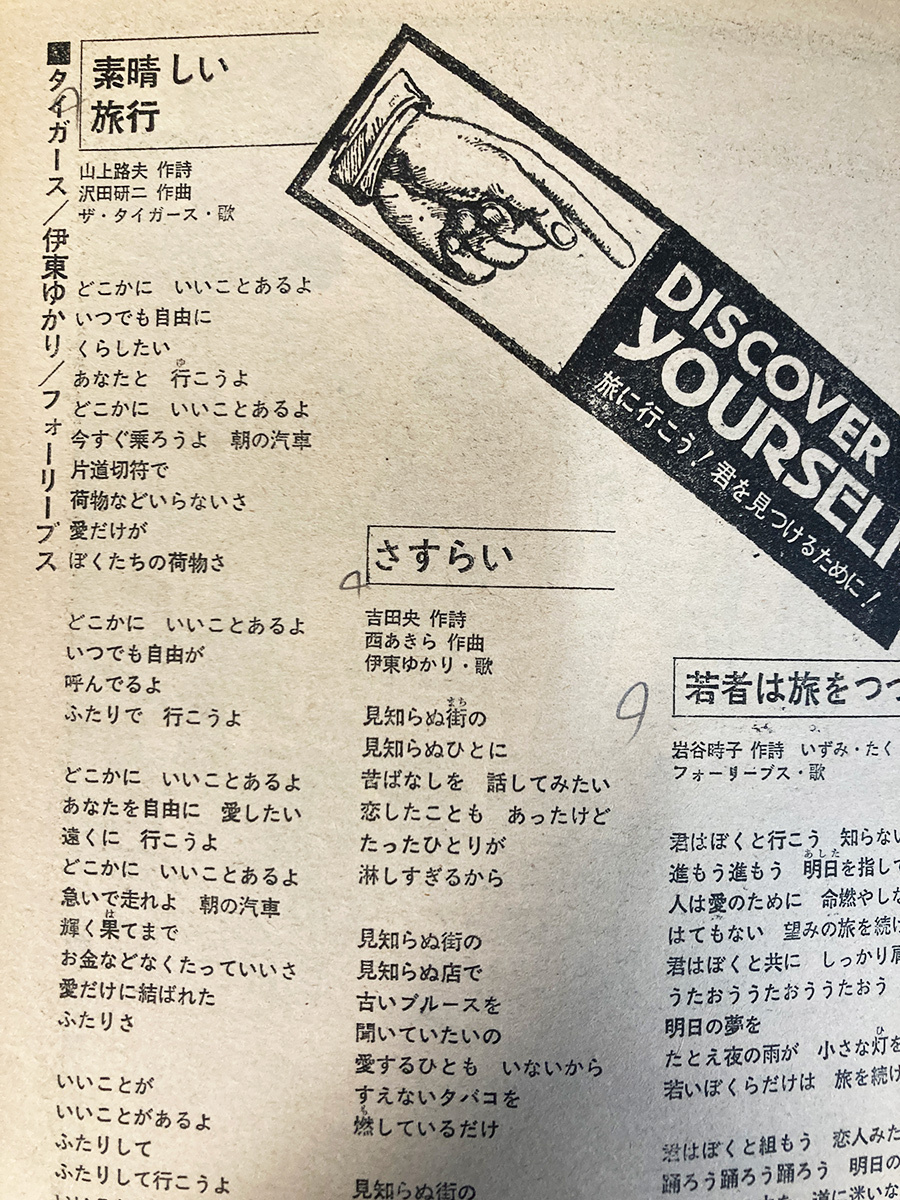 ■タイガース/伊東ゆかり/フォーリーブス
素晴しい
旅行
山上路夫 作詩
沢田研二 作曲
ザ・タイガース・歌
どこかに　いいことあるよ
いつでも自由に
くらしたい
あなたと　行こうよ
どこかに　いいことあるよ
今すぐ乗ろうよ　朝の汽車
片道切符で
荷物などいらないさ
愛だけが
ぼくたちの荷物さ
どこかに　いいことあるよ
いつでも自由が
呼んでるよ
ふたりで　行こうよ
どこかに　いいことあるよ
あなたを自由に　愛したい
遠くに　行こうよ
どこかに　いいことあるよ
急いで走れよ　朝の汽車
輝く果てまで
お金などなくたっていいさ
愛だけに結ばれた
ふたりさ
いいことが
いいことがあるよ
ふたりして
ふたりして行こうよ
DISCOVER
YOURSELF
旅に行こう！君を見つけるために！
さすらい
吉田央 作詩
西あきら 作曲
伊東ゆかり・歌
見知らぬ街の
見知らぬひとに
昔ばなしを　話してみたい
恋したことも　あったけど
たったひとりが
淋しすぎるから
見知らぬ街の
見知らぬ店で
古いブルースを
聞いていたいの
愛するひとも　いないから
すえないタバコを
燃しているだけ
見知らぬ街の
若者は旅をつ
岩谷時子 作詩　いずみ・たく
フォーリーブス・歌
君はぼくと行こう　知らない
進もう進もう　明日を指して
人は愛のために　命燃やしな
はてもない　望みの旅を続け
君はぼくと共に　しっかり肩
うたおううたおううたおう
明日の夢を
たとえ夜の雨が　小さな灯を
若いぼくらだけは　旅を続け
君はぼくと組もう　恋人みた
踊ろう踊ろう踊ろう　明日の
道に迷いな